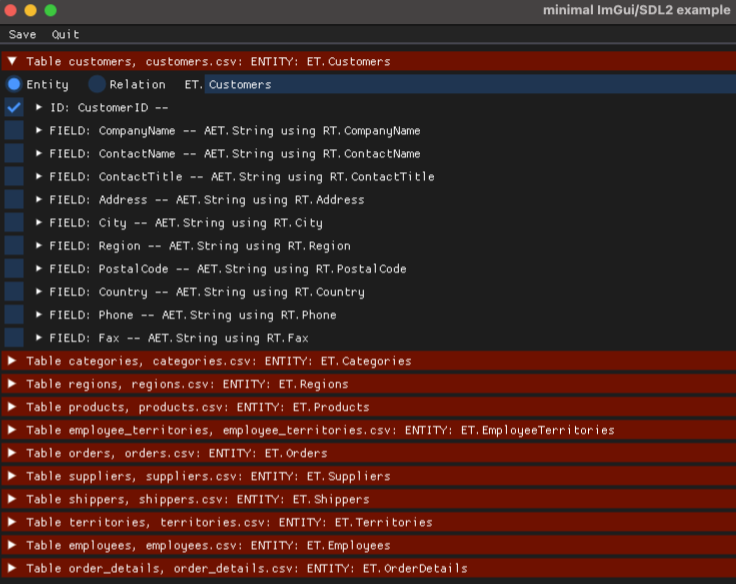 minimal ImGui/SDL2 example
Save Quit
Table customers, customers.csv: ENTITY: ET.Customers
Entity Relation ET. Customers
ID: CustomerID --
FIELD: CompanyName -- AET.String using RT.CompanyName
FIELD: ContactName -- AET.String using RT.ContactName
FIELD: ContactTitle -- AET.String using RT.ContactTitle
FIELD: Address -- AET.String using RT.Address
FIELD: City -- AET.String using RT.City
FIELD: Region -- AET.String using RT.Region
FIELD: PostalCode -- AET.String using RT.PostalCode
FIELD: Country -- AET.String using RT.Country
FIELD: Phone -- AET.String using RT.Phone
FIELD: Fax -- AET.String using RT.Fax
Table categories, categories.csv: ENTITY: ET.Categories
Table regions, regions.csv: ENTITY: ET.Regions
Table products, products.csv: ENTITY: ET.Products
Table employee_territories, employee_territories.csv: ENTITY: ET.EmployeeTerritories
Table orders, orders.csv: ENTITY: ET.Orders
Table suppliers, suppliers.csv: ENTITY: ET.Suppliers
Table shippers, shippers.csv: ENTITY: ET.Shippers
Table territories, territories.csv: ENTITY: ET.Territories
Table employees, employees.csv: ENTITY: ET.Employees
Table order_details, order_details.csv: ENTITY: ET.OrderDetails